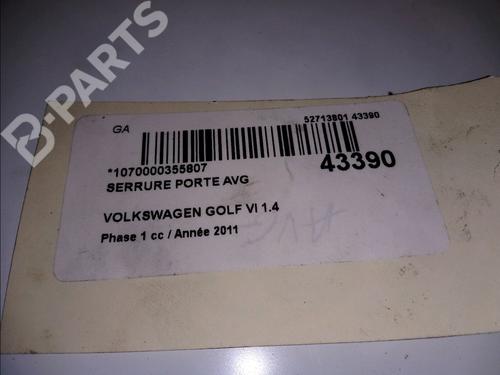 B-PARTS
GA
52713801 43390
*1070000355807
43390
SERRURE PORTE AVG
VOLKSWAGEN GOLF VI 1.4
Phase 1 cc / Année 2011
AVG